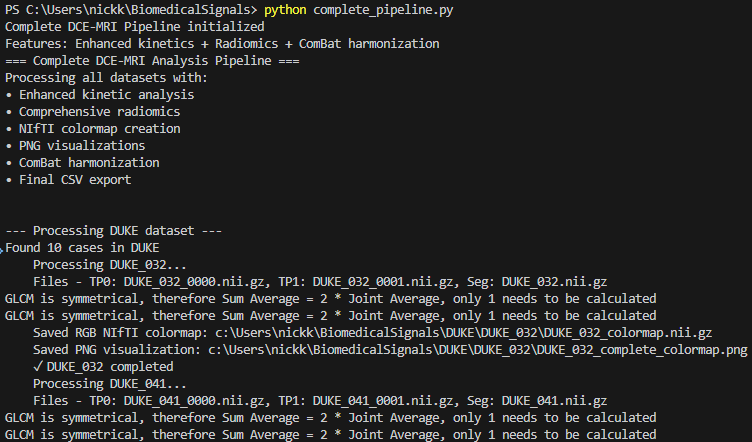 PS C:\Users\nickk\BiomedicalSignals> python complete_pipeline.py
Complete DCE-MRI Pipeline initialized
Features: Enhanced kinetics + Radiomics + ComBat harmonization
=== Complete DCE-MRI Analysis Pipeline ===
Processing all datasets with:
• Enhanced kinetic analysis
• Comprehensive radiomics
• NIfTI colormap creation
• PNG visualizations
• ComBat harmonization
• Final CSV export
--- Processing DUKE dataset ---
Found 10 cases in DUKE
Processing DUKE_032...
Files - TP0: DUKE_032_0000.nii.gz, TP1: DUKE_032_0001.nii.gz, Seg: DUKE_032.nii.gz
GLCM is symmetrical, therefore Sum Average = 2 * Joint Average, only 1 needs to be calculated
GLCM is symmetrical, therefore Sum Average = 2 * Joint Average, only 1 needs to be calculated
Saved RGB NIfTI colormap: c:\Users\nickk\BiomedicalSignals\DUKE\DUKE_032\DUKE_032_colormap.nii.gz
Saved PNG visualization: c:\Users\nickk\BiomedicalSignals\DUKE\DUKE_032\DUKE_032_complete_colormap.png
✓ DUKE_032 completed
Processing DUKE_041...
Files - TP0: DUKE_041_0000.nii.gz, TP1: DUKE_041_0001.nii.gz, Seg: DUKE_041.nii.gz
GLCM is symmetrical, therefore Sum Average = 2 * Joint Average, only 1 needs to be calculated
GLCM is symmetrical, therefore Sum Average = 2 * Joint Average, only 1 needs to be calculated